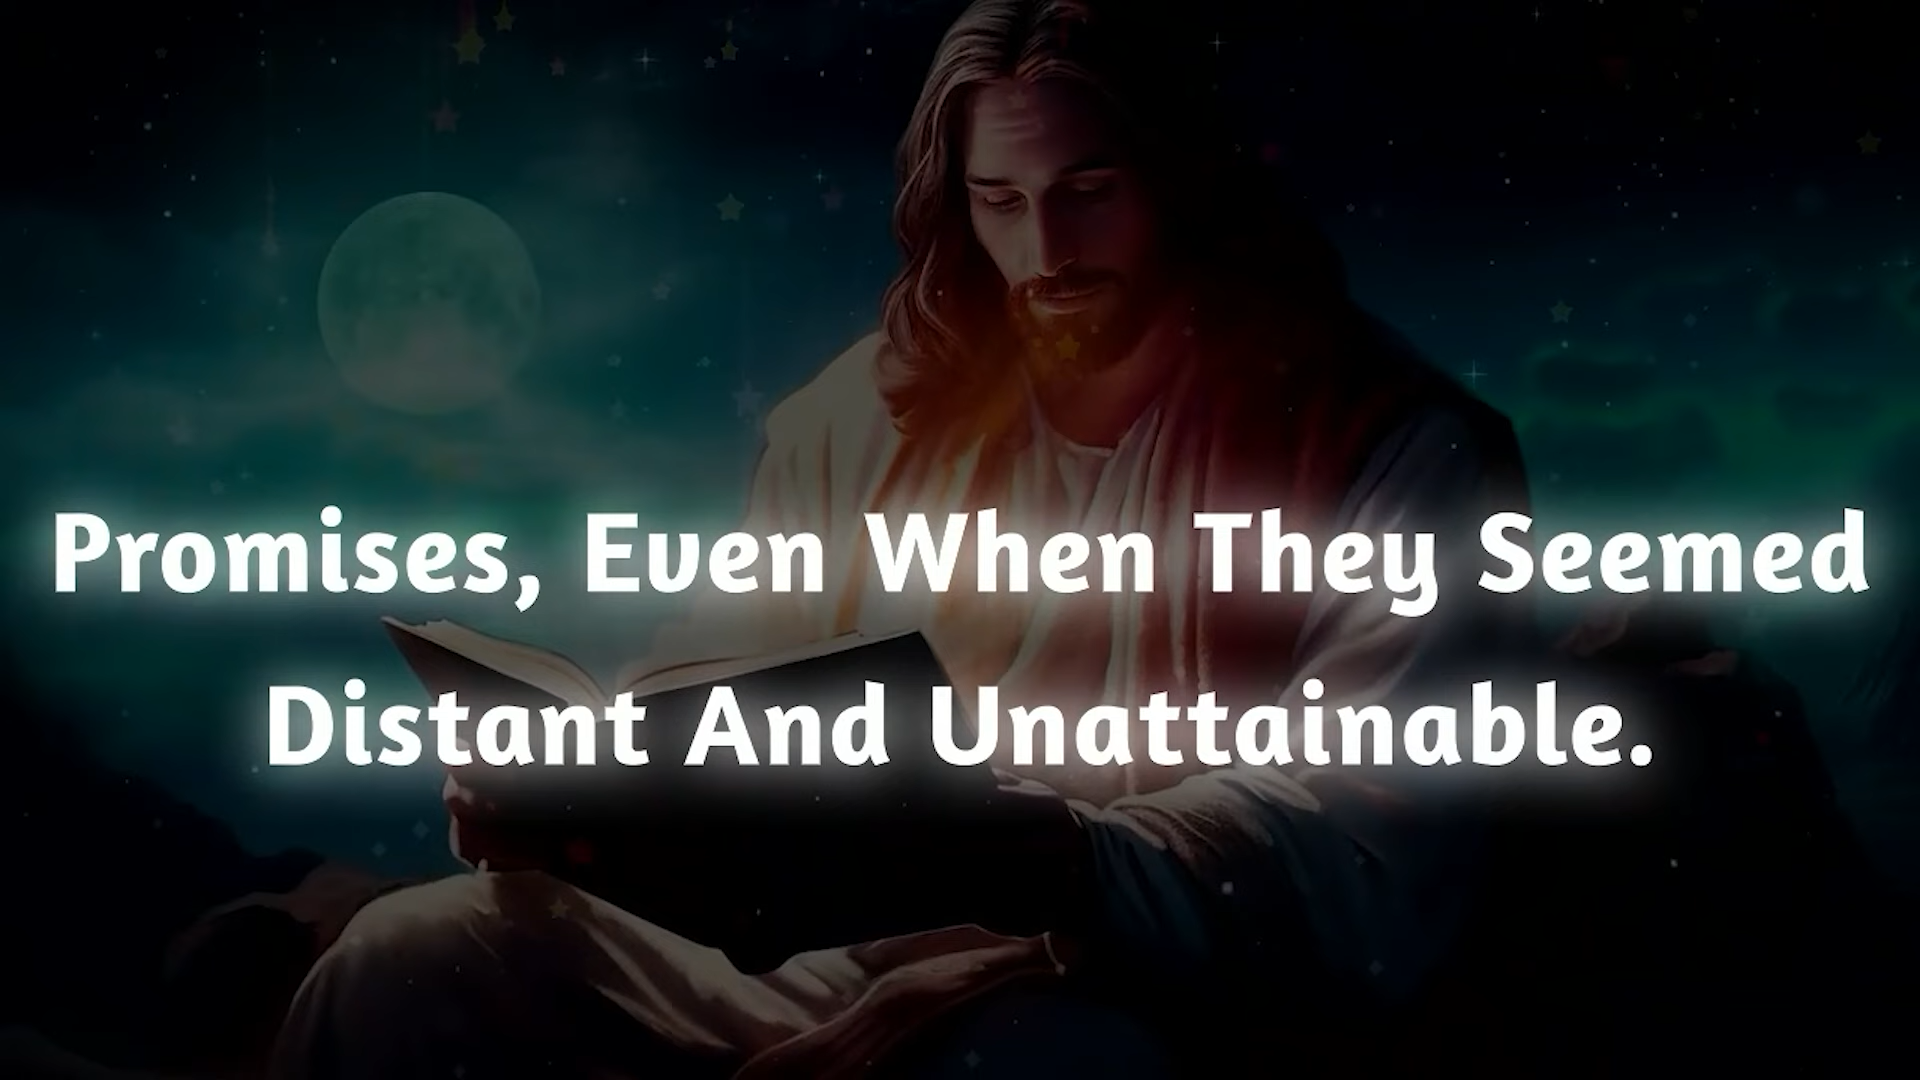 Promises, Even When They Seemed
Distant And Unattainable.